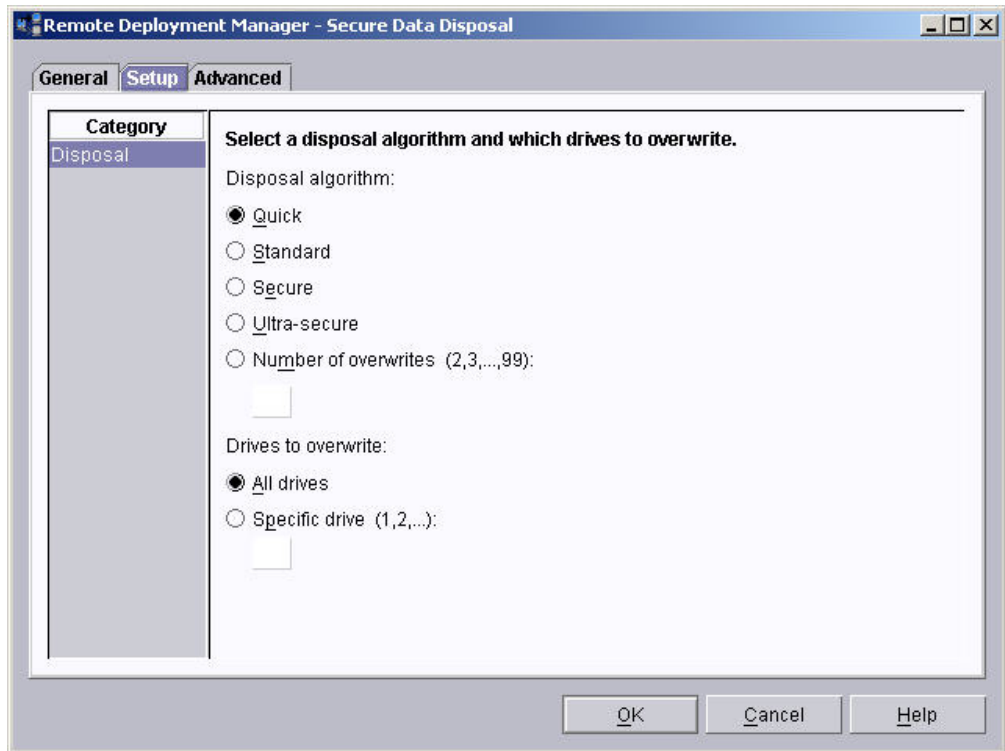 Remote Deployment Manager - Secure Data Disposal
General Setup Advanced
Category
Disposal
Select a disposal algorithm and which drives to overwrite.
Disposal algorithm:
Quick
Standard
Secure
Ultra-secure
Number of overwrites (2,3,...,99):
Drives to overwrite:
All drives
Specific drive (1,2,...):
OK Cancel Help